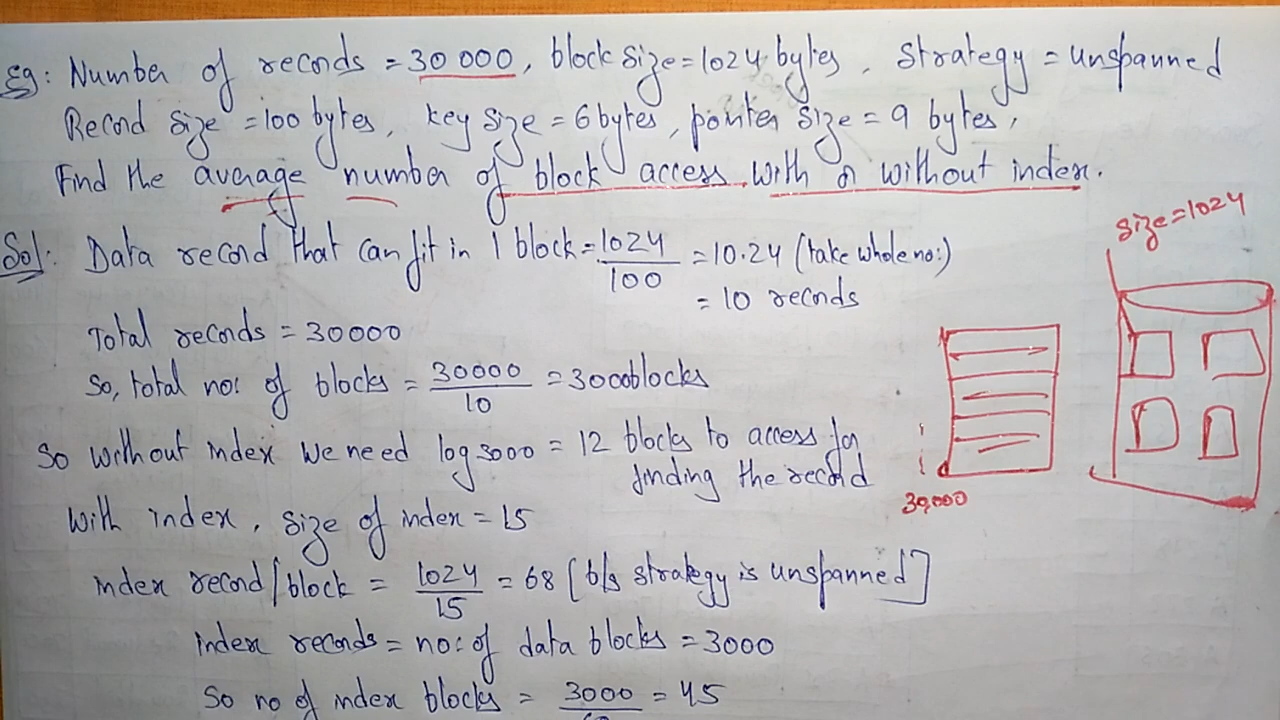 Eg: Number of records = 30 000, block size = 1024 bytes, Strategy = unspanned
Record size = 100 bytes, key size = 6 bytes, pointer size = 9 bytes,
Find the average number of block access with & without index.
Sol: Data record that can fit in 1 block = 1024/100 = 10.24 (take whole no:)
= 10 records
Total records = 30000
So, total no: of blocks = 30000/10 = 3000 blocks
So without index we need log 3000 = 12 blocks to access for
finding the record
With index, size of index = 15
index record/block = 1024/15 = 68 [b/s strategy is unspanned]
index records = no: of data blocks = 3000
So no of index blocks = 3000 = 45
size=1024
30,000